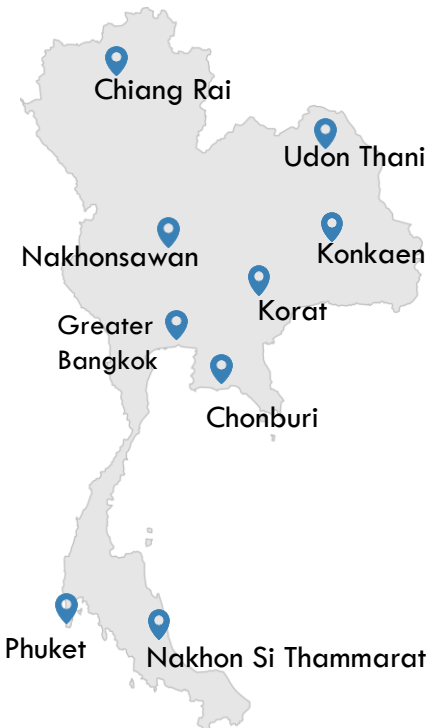 Chiang Rai
Udon Thani
Nakhonsawan
Konkaen
Korat
Greater
Bangkok
Chonburi
Phuket
Nakhon Si Thammarat